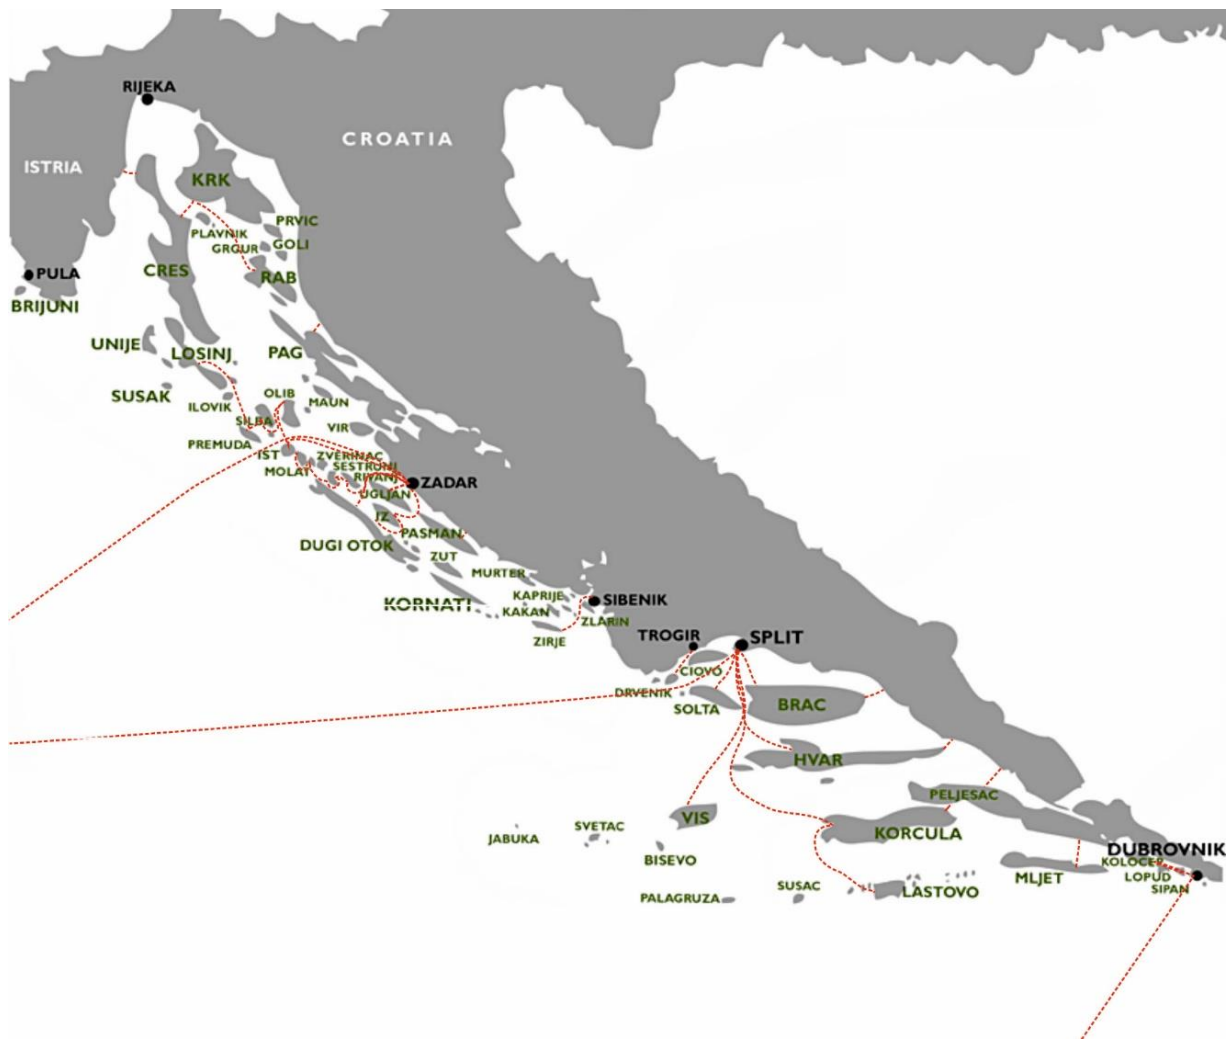 RIJEKA
CROATIA
ISTRIA
KRK
PRVIC
PLAVNIK
GRGUR
GOLI
CRES
PULA
RAB
BRIJUNI
UNIJE
LOSINJ
PAG
SUSAK
OLIB
ILOVIK
MAUN
SILBA
VIR
PREMUDA
IST
ZVERINAC
SESTRUNJ
MOLAT
RIVANJ
ZADAR
UGLJAN
IZ
PASMAN
DUGI OTOK
ZUT
MURTER
KAPRIJE
SIBENIK
KORNATI
KAKAN
ZLARIN
ZIRJE
TROGIR
SPLIT
CIOVO
DRVENIK
SOLTA
BRAC
HVAR
PELJESAC
VIS
SVETAC
KORCULA
JABUKA
DUBROVNIK
BISEVO
KOLOCEP
MLJET
LOPUD
SUSAC
SIPAN
LASTOVO
PALAGRUZA